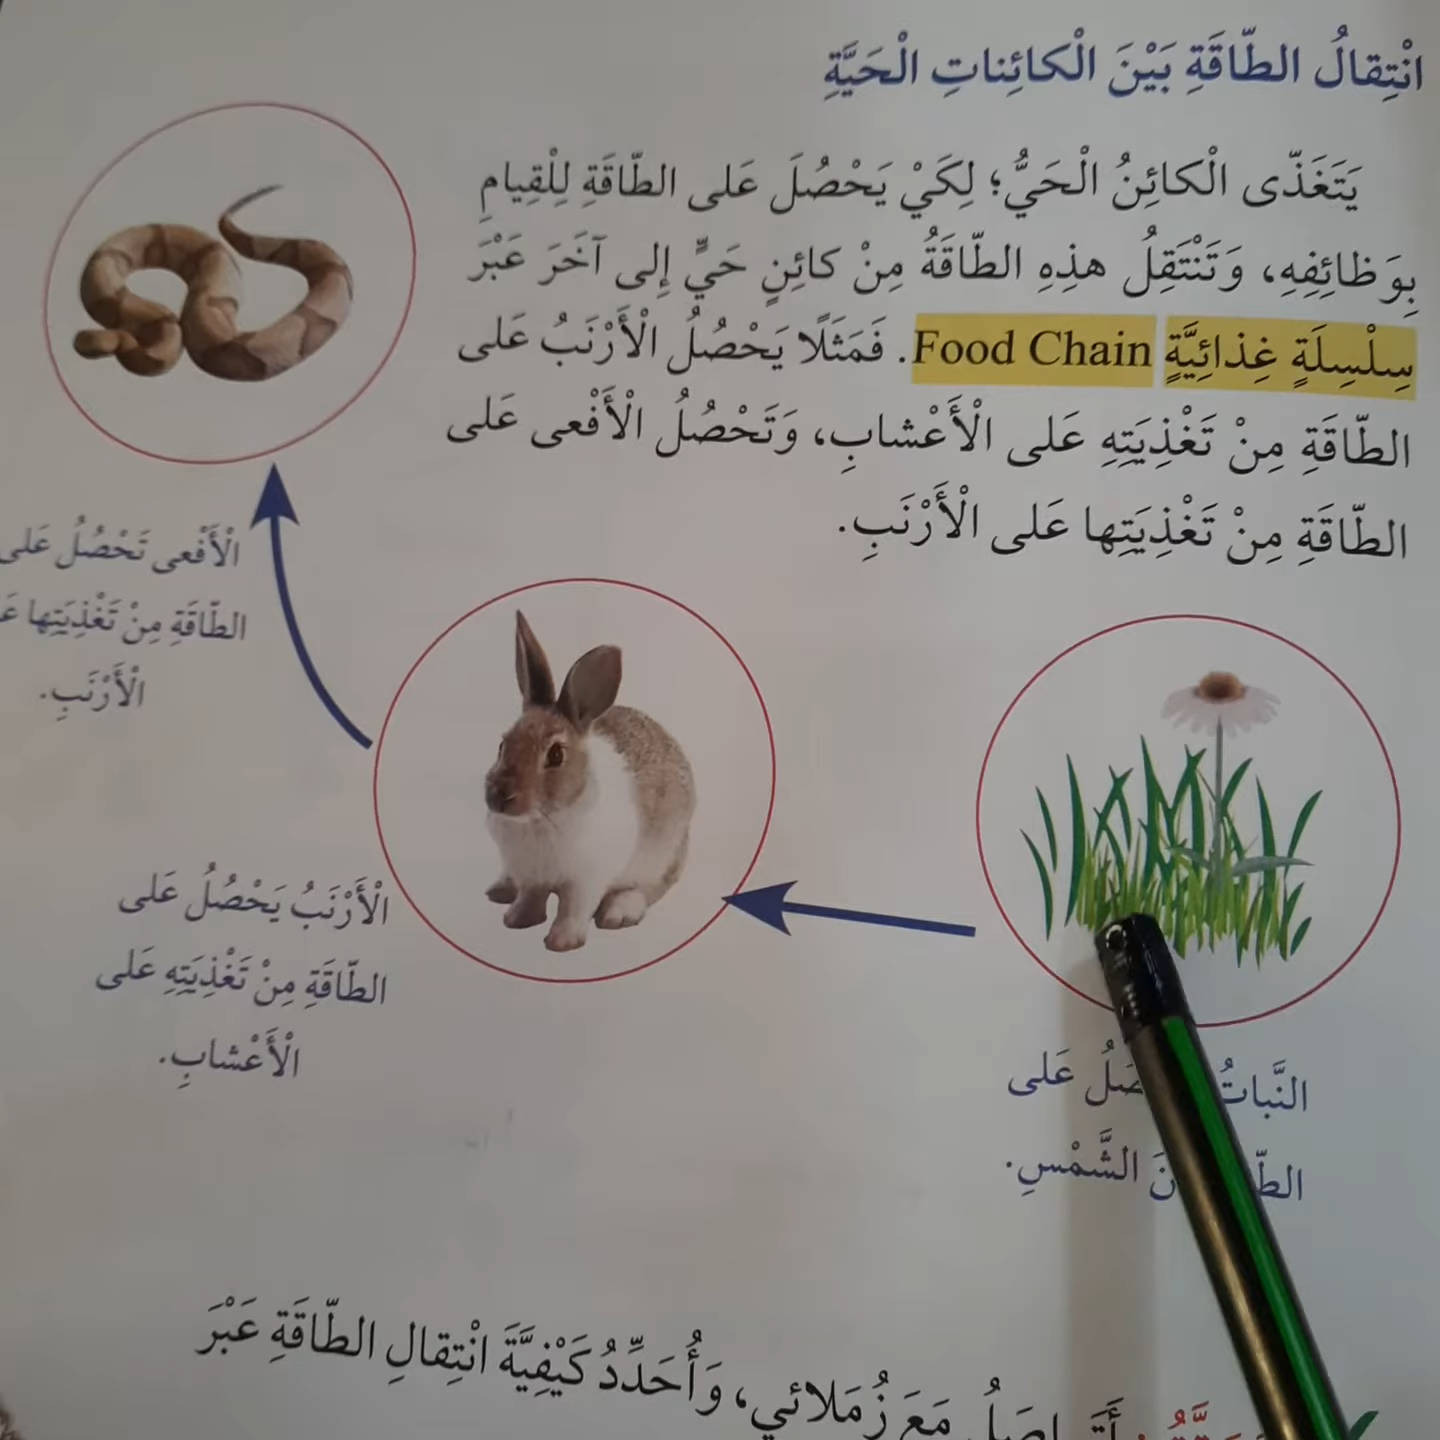 انْتِقالُ الطّاقَةِ بَيْنَ الْكائِناتِ الْحَيَّةِ
يَتَغَذّى الْكائِنُ الْحَيُّ؛ لِكَيْ يَحْصُلَ عَلى الطّاقَةِ لِلْقِيامِ
بِوَظائِفِهِ، وَتَنْتَقِلُ هذِهِ الطّاقَةُ مِنْ كائِنٍ حَيٍّ إِلى آخَرَ عَبْرَ
سِلْسِلَةٍ غِذائِيَّةٍ Food Chain. فَمَثَلًا يَحْصُلُ الْأَرْنَبُ عَلى
الطّاقَةِ مِنْ تَغْذِيَتِهِ عَلى الْأَعْشابِ، وَتَحْصُلُ الْأَفْعى عَلى
الطّاقَةِ مِنْ تَغْذِيَتِها عَلى الْأَرْنَبِ.
الْأَفْعى تَحْصُلُ عَلى
الطّاقَةِ مِنْ تَغْذِيَتِها
الْأَرْنَبِ.
الْأَرْنَبُ يَحْصُلُ عَلى
الطّاقَةِ مِنْ تَغْذِيَتِهِ عَلى
الْأَعْشابِ.
النَّباتُ عَلى
الشَّمْسِ.
مَعَ زُمَلائي، وَأُحَدِّدُ كَيْفِيَّةَ انْتِقالِ الطّاقَةِ عَبْرَ